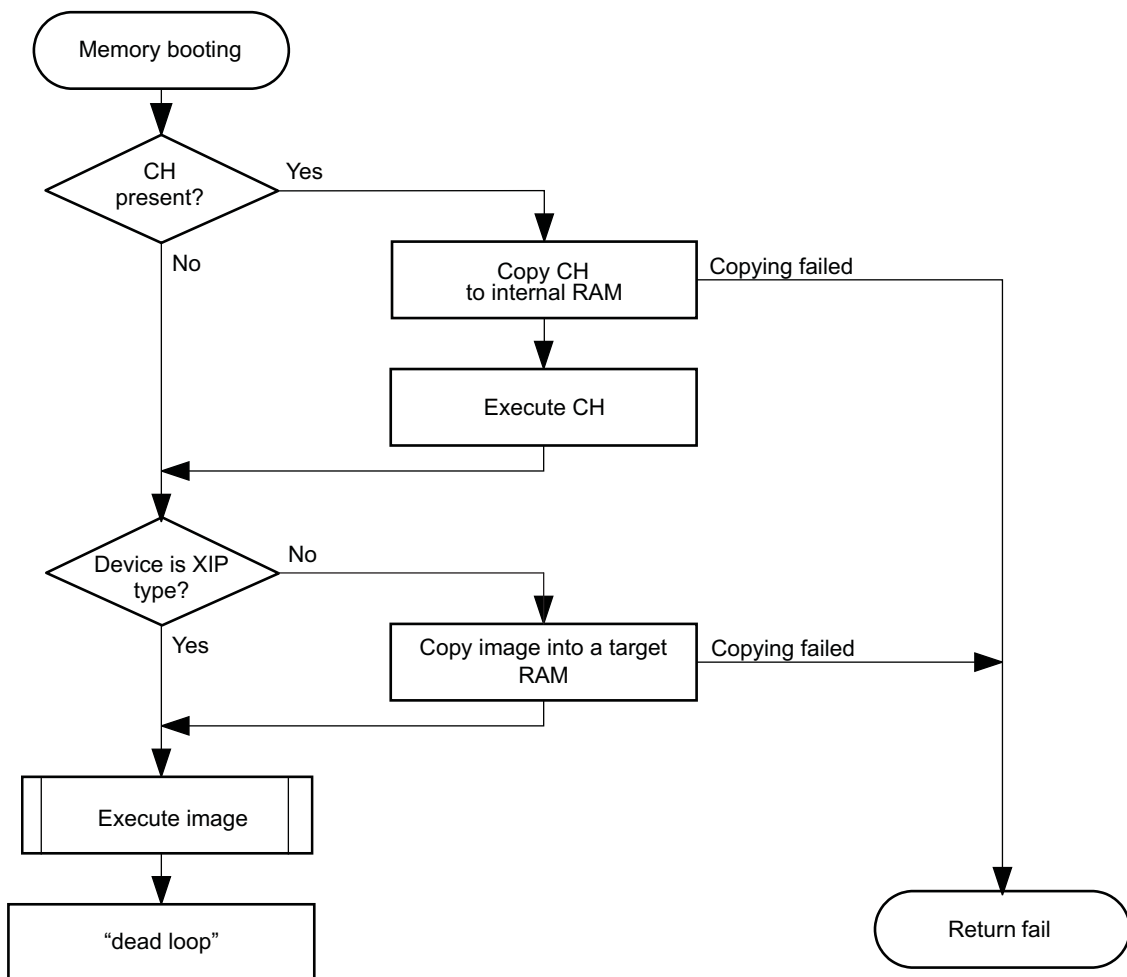 Memory booting
CH
present?
Yes
No
Copy CH
to internal RAM
Copying failed
Execute CH
Device is XIP
type?
No
Yes
Copy image into a target
RAM
Copying failed
Execute image
“dead loop”
Return fail